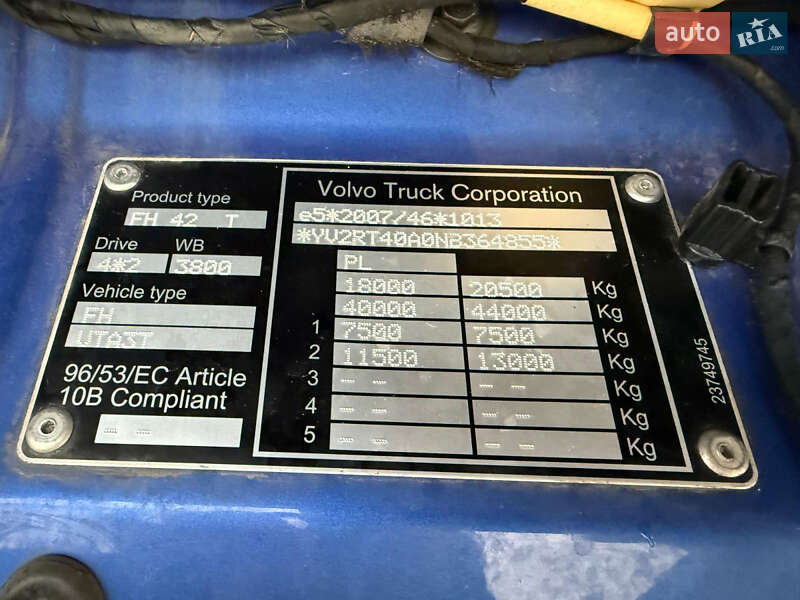 auto RIA.com
Volvo Truck Corporation
e5*2007/46*1013
*YV2RT40A0NB364855*
Product type
FH 42 T
Drive WB
4*2 3800
Vehicle type
FH
UTA3T
96/53/EC Article
10B Compliant
-- --
PL
18000 20500 Kg
40000 44000 Kg
1 7500 7500 Kg
2 11500 13000 Kg
3 -- -- -- -- Kg
4 -- -- -- -- Kg
5 -- -- -- -- Kg
23749745